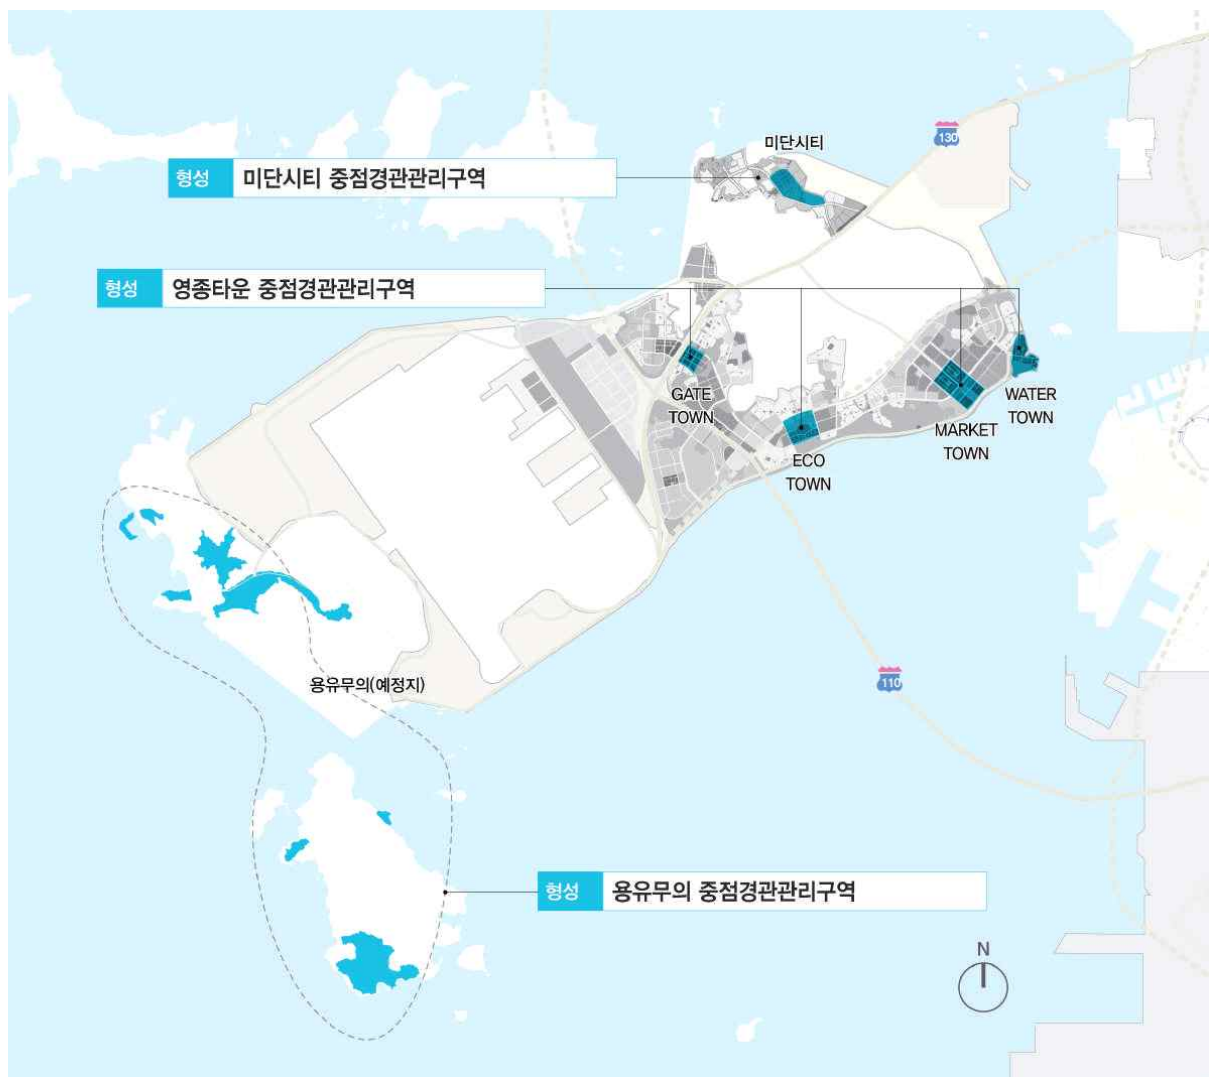 미단시티
130
형성 미단시티 중점경관관리구역
형성 영종타운 중점경관관리구역
GATE
TOWN
ECO
TOWN
MARKET
TOWN
WATER
TOWN
용유무의(예정지)
110
형성 용유무의 중점경관관리구역
N